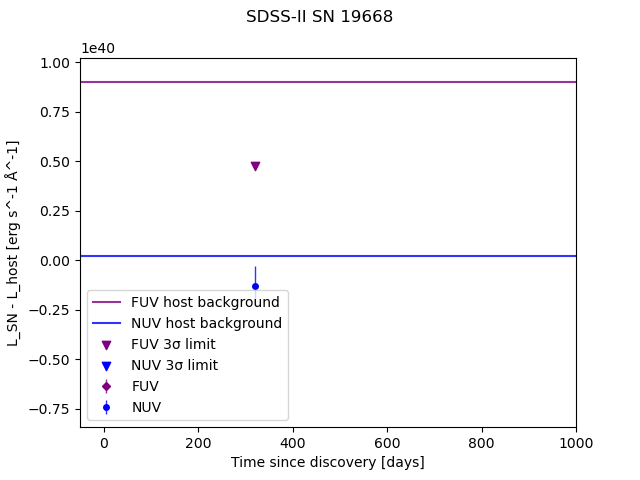 SDSS-II SN 19668
1e40
1.00
0.75
0.50
0.25
0.00
−0.25
−0.50
−0.75
L_SN - L_host [erg s^-1 Å^-1]
FUV host background
NUV host background
FUV 3σ limit
NUV 3σ limit
FUV
NUV
0 200 400 600 800 1000
Time since discovery [days]